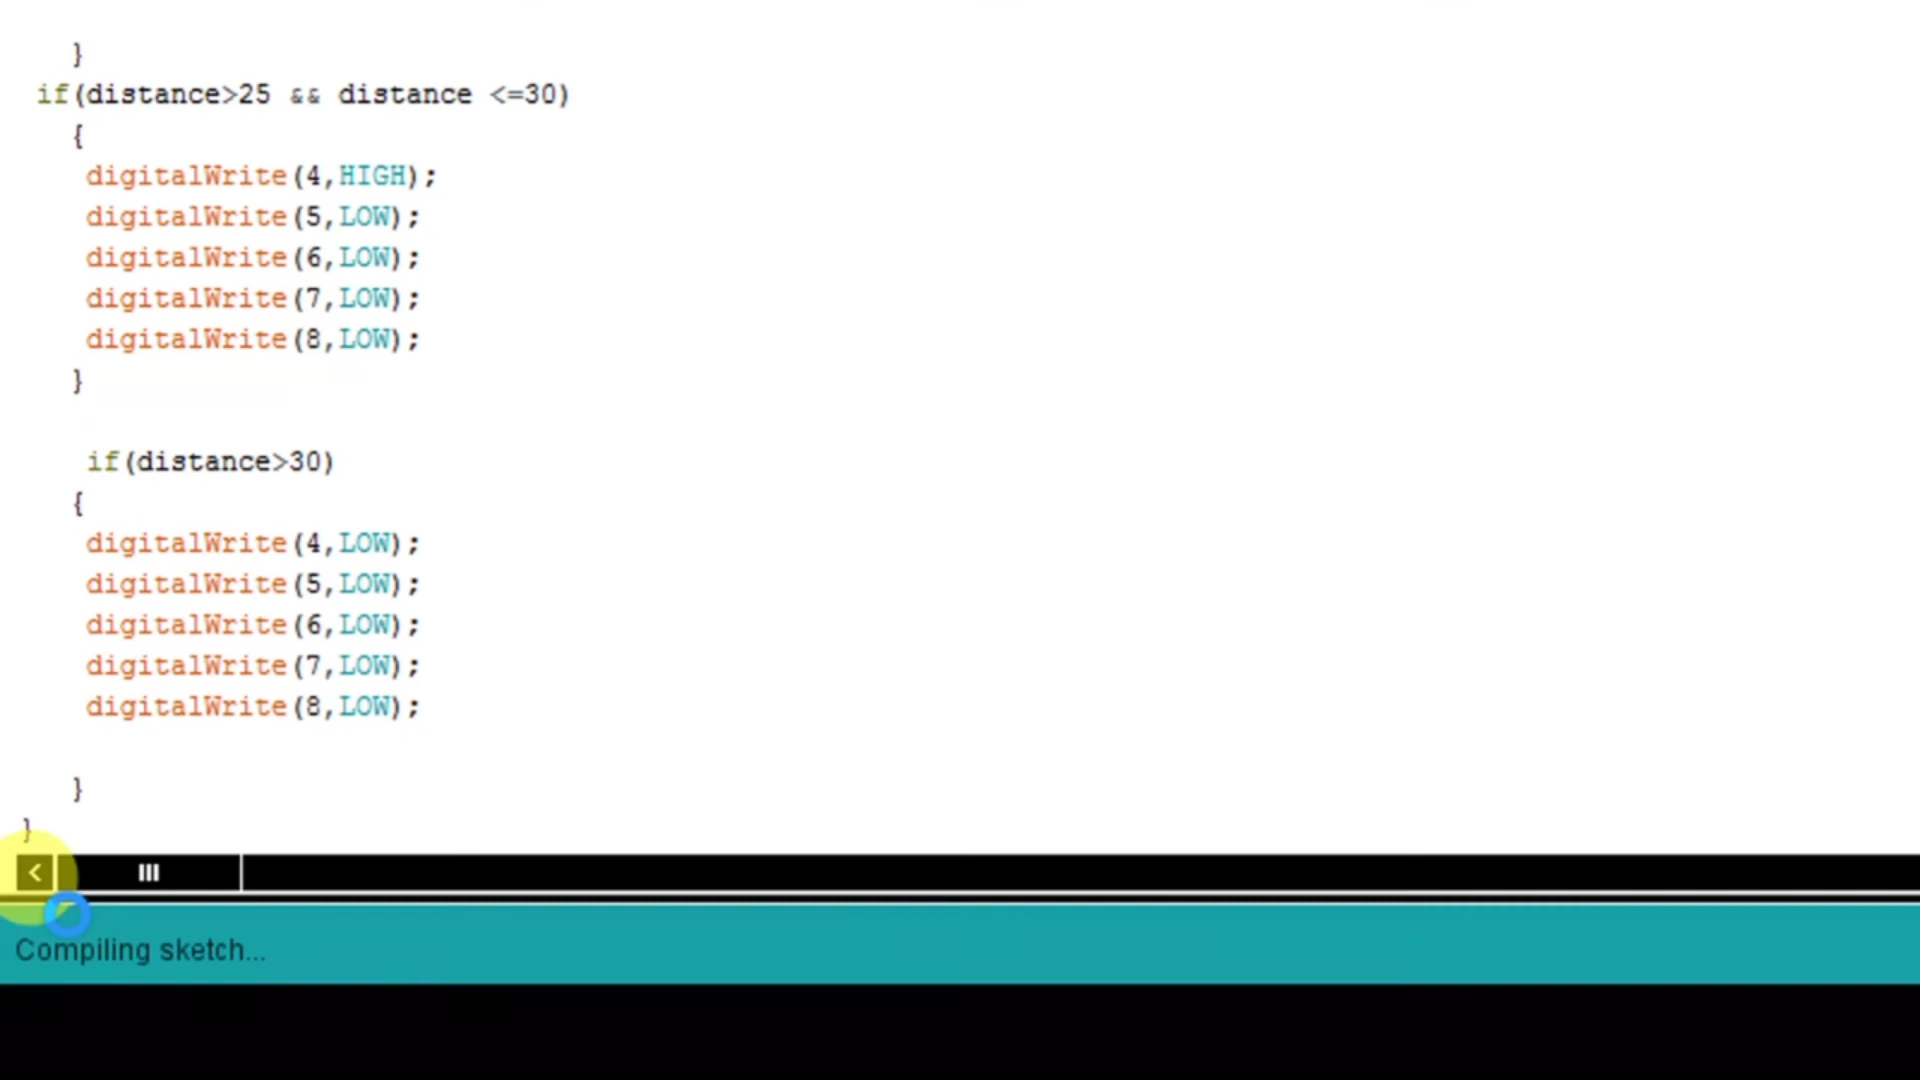 }
if(distance>25 && distance <=30)
{
digitalWrite(4,HIGH);
digitalWrite(5,LOW);
digitalWrite(6,LOW);
digitalWrite(7,LOW);
digitalWrite(8,LOW);
}
if(distance>30)
{
digitalWrite(4,LOW);
digitalWrite(5,LOW);
digitalWrite(6,LOW);
digitalWrite(7,LOW);
digitalWrite(8,LOW);
}
}
Compiling sketch...